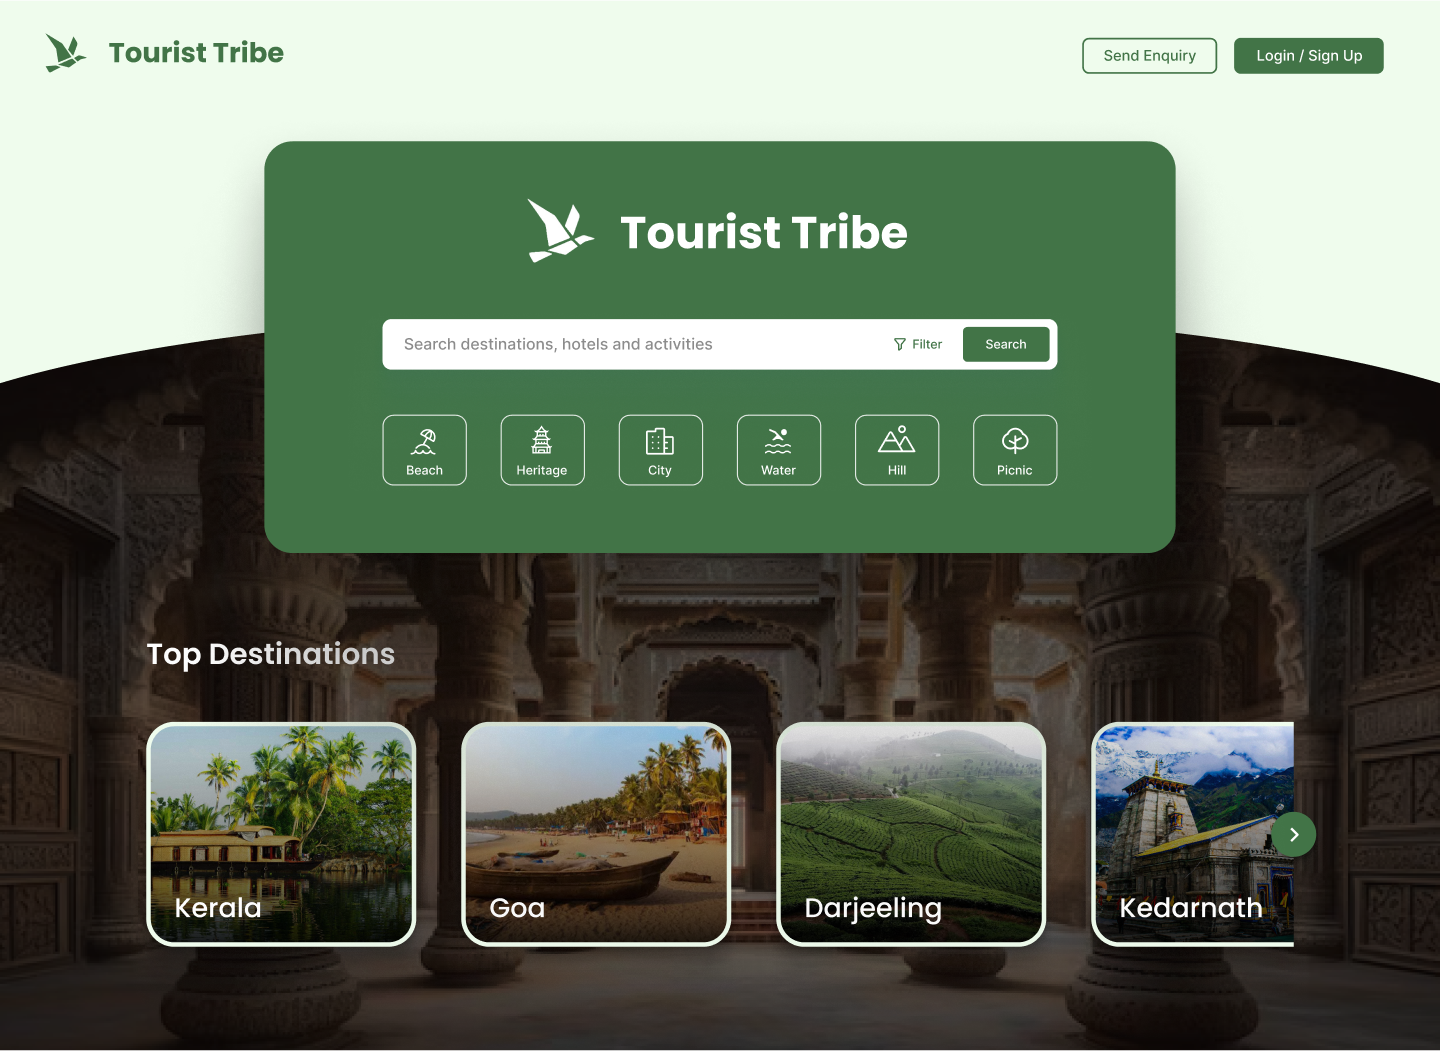 Tourist Tribe
Send Enquiry
Login / Sign Up
Tourist Tribe
Search destinations, hotels and activities
Filter
Search
Beach
Heritage
City
Water
Hill
Picnic
Top Destinations
Kerala
Goa
Darjeeling
Kedarnath